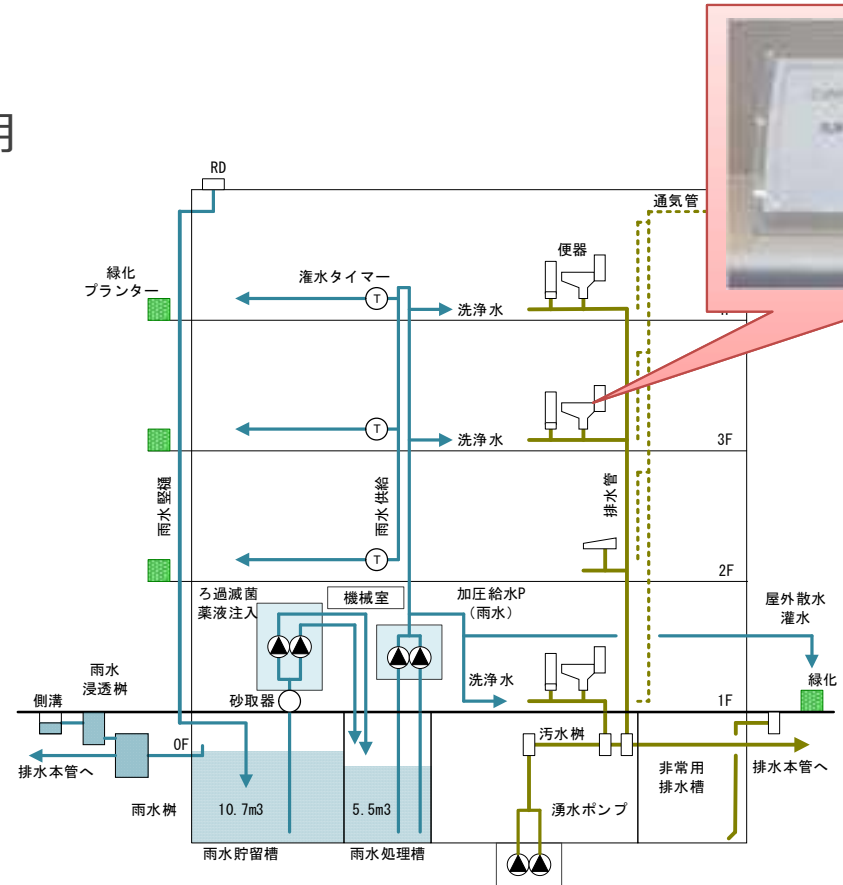 用
RD
通気管
便器
緑化
プランター
潅水タイマー
T
洗浄水
T
洗浄水
3F
雨水竪樋
雨水供給
排水管
T
2F
ろ過滅菌
薬液注入
機械室
加圧給水P
(雨水)
屋外散水
灌水
雨水
浸透桝
洗浄水
緑化
側溝
砂取器
1F
OF
汚水桝
排水本管へ
非常用
排水槽
排水本管へ
雨水桝
10.7m3
5.5m3
湧水ポンプ
雨水貯留槽
雨水処理槽